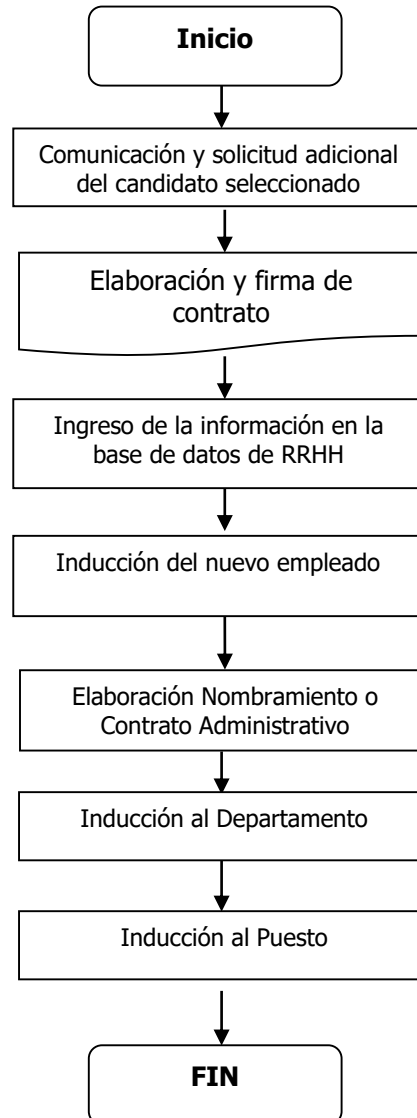 Inicio
Comunicación y solicitud adicional
del candidato seleccionado
Elaboración y firma de
contrato
Ingreso de la información en la
base de datos de RRHH
Inducción del nuevo empleado
Elaboración Nombramiento o
Contrato Administrativo
Inducción al Departamento
Inducción al Puesto
FIN